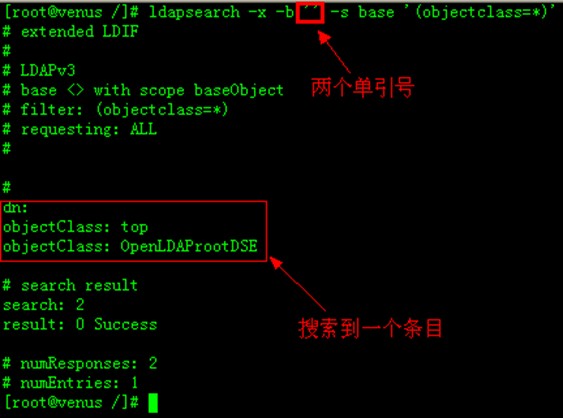 [root@venus /]# ldapsearch -x -b '' -s base '(objectclass=*)'
# extended LDIF
#
# LDAPv3
# base <> with scope baseObject
# filter: (objectclass=*)
# requesting: ALL
#
两个单引号
#
dn:
objectClass: top
objectClass: OpenLDAProotDSE
# search result
search: 2
result: 0 Success
搜索到一个条目
# numResponses: 2
# numEntries: 1
[root@venus /]#